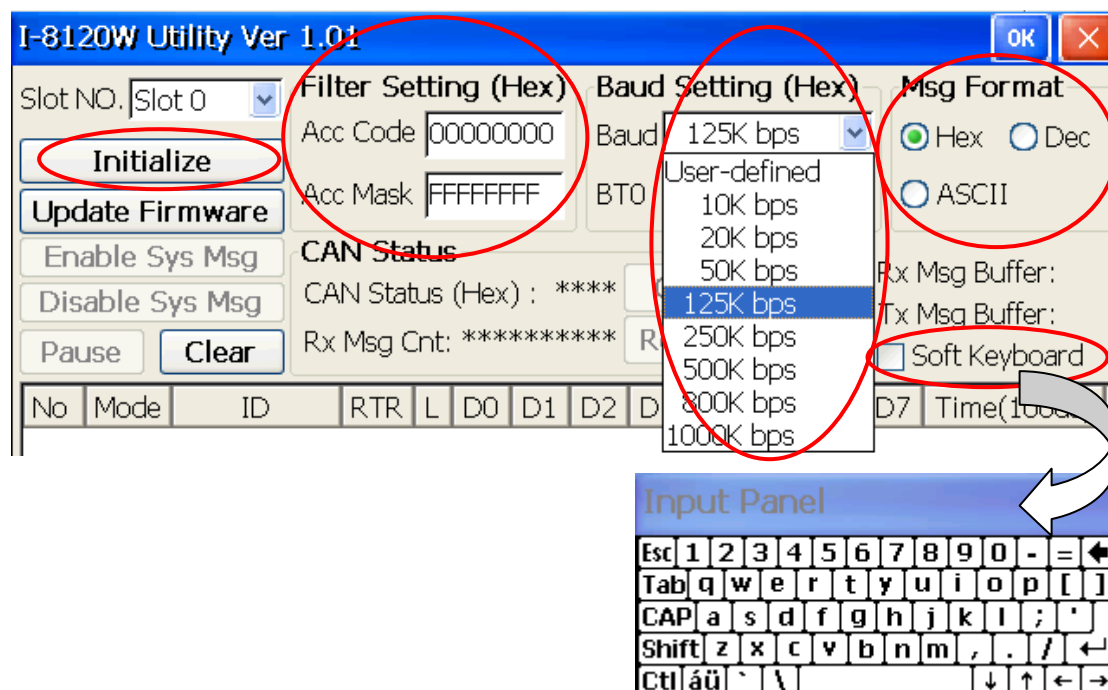 I-8120W Utility Ver 1.01 OK
Slot NO. Slot 0
Initialize
Update Firmware
Enable Sys Msg
Disable Sys Msg
Pause Clear
Filter Setting (Hex)
Acc Code 00000000
Acc Mask FFFFFFFF
Baud Setting (Hex)
Baud 125K bps
BT0
User-defined
10K bps
20K bps
50K bps
125K bps
250K bps
500K bps
800K bps
1000K bps
Msg Format
Hex Dec
ASCII
CAN Status
CAN Status (Hex) : ****
Rx Msg Cnt: **********
Rx Msg Buffer:
Tx Msg Buffer:
Soft Keyboard
No Mode ID RTR L D0 D1 D2 D7
Input Panel
Esc 1 2 3 4 5 6 7 8 9 0 - =
Tab q w e r t y u i o p [ ]
CAP a s d f g h j k l ; '
Shift z x c v b n m , . / ↵
Ctl áü ` \ ↓ ↑ ← →